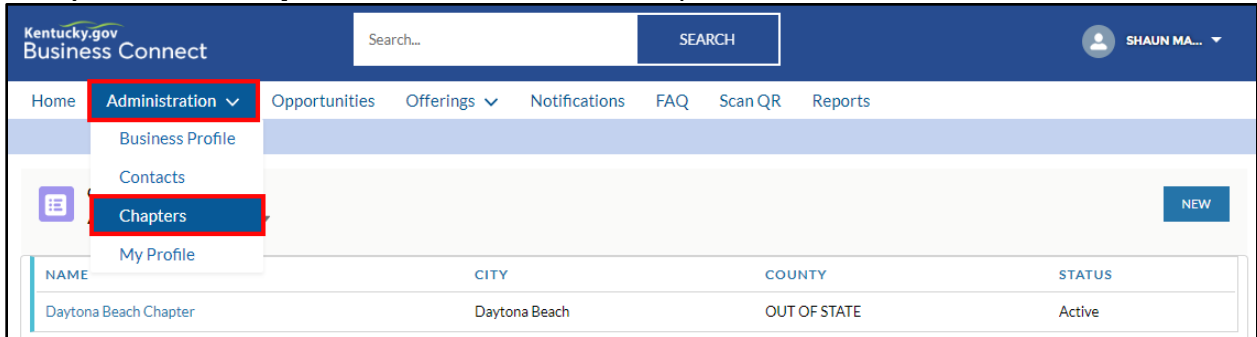 Kentucky.gov
Business Connect
Search...
SEARCH
SHAUN MA...
Home Administration Opportunities Offerings Notifications FAQ Scan QR Reports
Business Profile
Contacts
Chapters
My Profile
NEW
NAME CITY COUNTY STATUS
Daytona Beach Chapter Daytona Beach OUT OF STATE Active